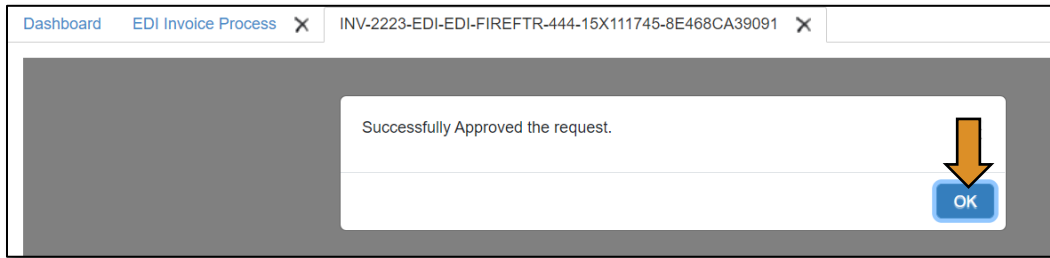 Dashboard EDI Invoice Process INV-2223-EDI-EDI-FIREFTR-444-15X111745-8E468CA39091
Successfully Approved the request.
OK